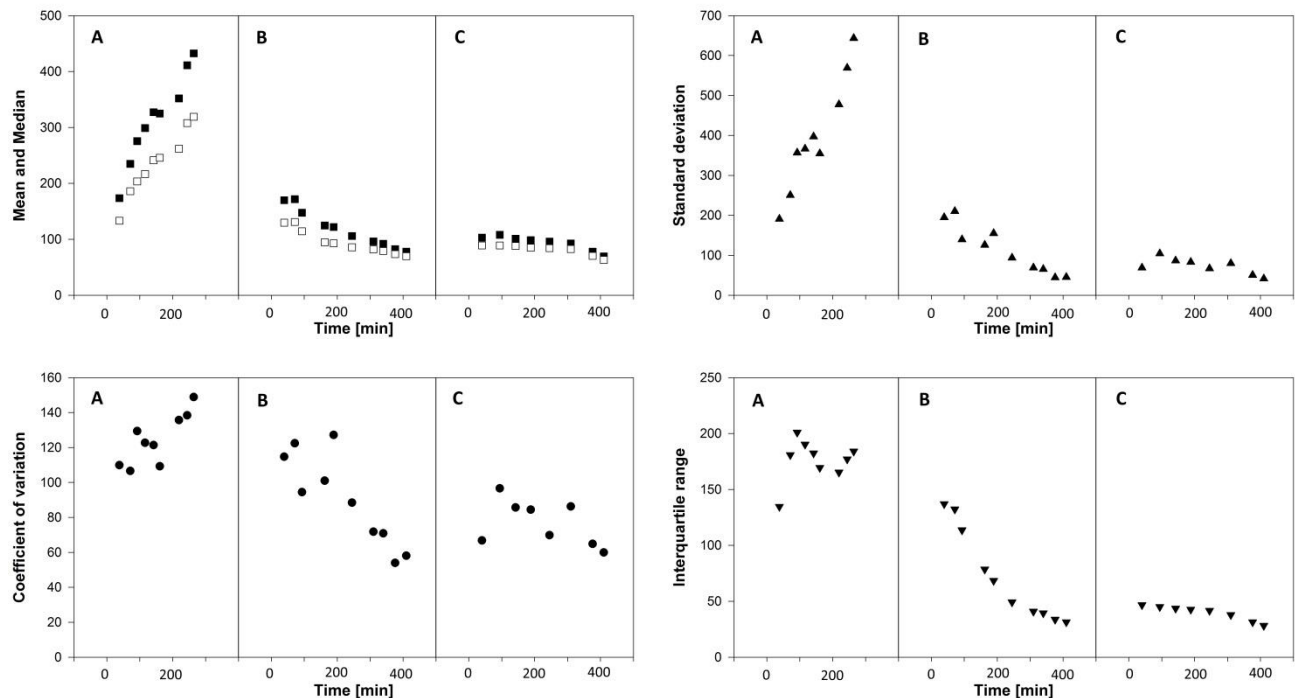 Mean and Median
500
400
300
200
100
0
A
B
C
0 200 0 200 400 0 200 400
Time [min]
Standard deviation
700
600
500
400
300
200
100
0
A
B
C
0 200 0 200 400 0 200 400
Time [min]
Coefficient of variation
160
140
120
100
80
60
40
20
0
A
B
C
0 200 0 200 400 0 200 400
Time [min]
Interquartile range
250
200
150
100
50
0
A
B
C
0 200 0 200 400 0 200 400
Time [min]